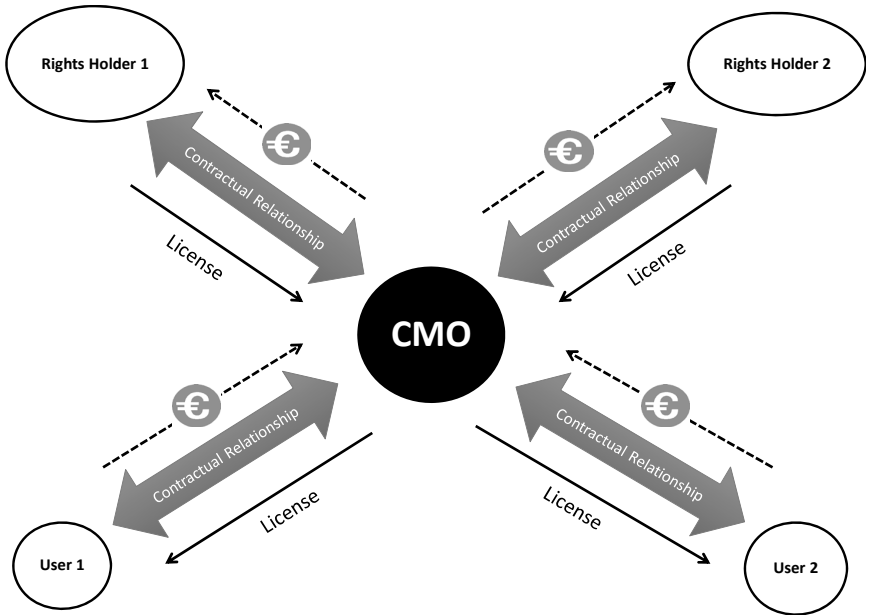 Rights Holder 1
Rights Holder 2
€
€
Contractual Relationship
Contractual Relationship
License
License
CMO
€
€
Contractual Relationship
Contractual Relationship
License
License
User 1
User 2